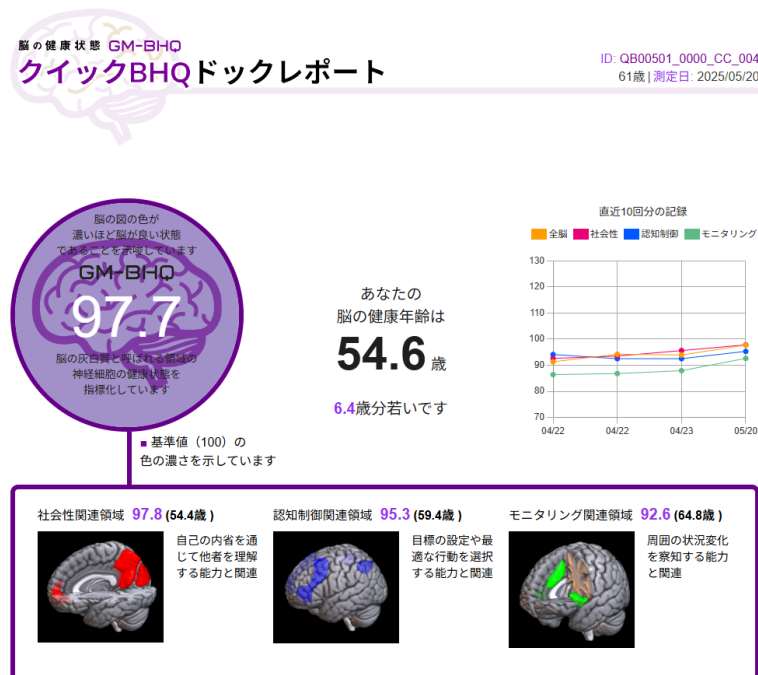 脳の健康状態 GM-BHQ
クイックBHQドックレポート
ID: QB00501_0000_CC_004
61歳 | 測定日: 2025/05/20
脳の図の色が
濃いほど脳が良い状態
であることを示唆しています
GM-BHQ
97.7
脳の灰白質と呼ばれる領域の
神経細胞の健康状態を
指標化しています
■ 基準値（100）の
色の濃さを示しています
あなたの
脳の健康年齢は
54.6 歳
6.4歳分若いです
直近10回分の記録
全脳 社会性 認知制御 モニタリング
130
120
110
100
90
80
70
04/22 04/22 04/23 05/20
社会性関連領域 97.8 (54.4歳 )
自己の内省を通
じて他者を理解
する能力と関連
認知制御関連領域 95.3 (59.4歳 )
目標の設定や最
適な行動を選択
する能力と関連
モニタリング関連領域 92.6 (64.8歳 )
周囲の状況変化
を察知する能力
と関連